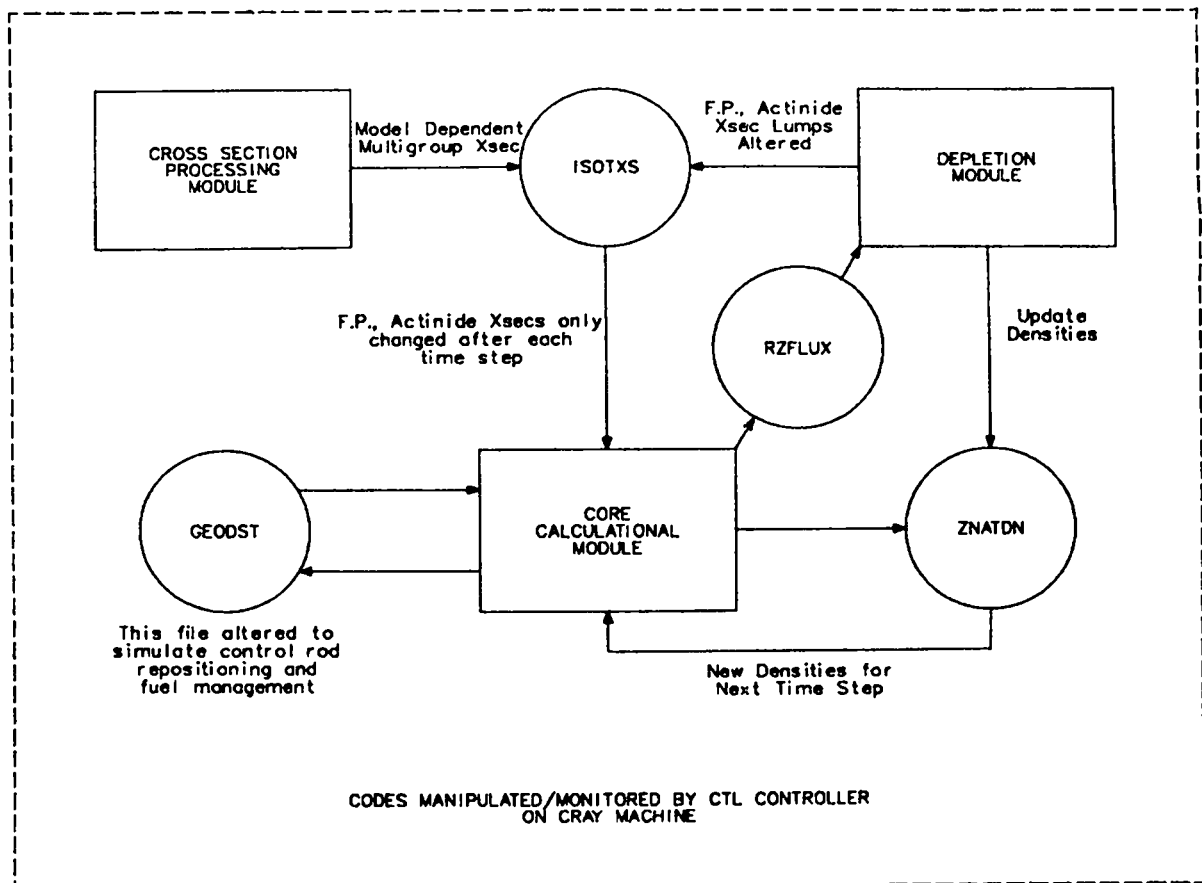 CROSS SECTION
PROCESSING
MODULE
Model Dependent
Multigroup Xsec
ISOTXS
F.P., Actinide
Xsec Lumps
Altered
DEPLETION
MODULE
F.P., Actinide Xsecs only
changed after each
time step
RZFLUX
Update
Densities
GEODST
CORE
CALCULATIONAL
MODULE
ZNATDN
This file altered to
simulate control rod
repositioning and
fuel management
New Densities for
Next Time Step
CODES MANIPULATED/MONITORED BY CTL CONTROLLER
ON CRAY MACHINE